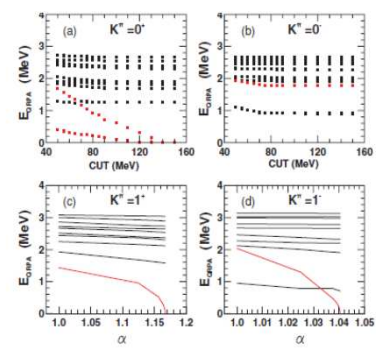 (a) K^π=0^+
(b) K^π=0^-
E_QRPA (MeV)
4
3
2
1
0
40 80 120 160
CUT (MeV)
E_QRPA (MeV)
4
3
2
1
0
40 80 120 160
CUT (MeV)
(c) K^π=1^+
(d) K^π=1^-
E_QRPA (MeV)
4
3
2
1
0
1.0 1.05 1.1 1.15 1.2
α
E_QRPA (MeV)
4
3
2
1
0
1.0 1.01 1.02 1.03 1.04 1.05
α